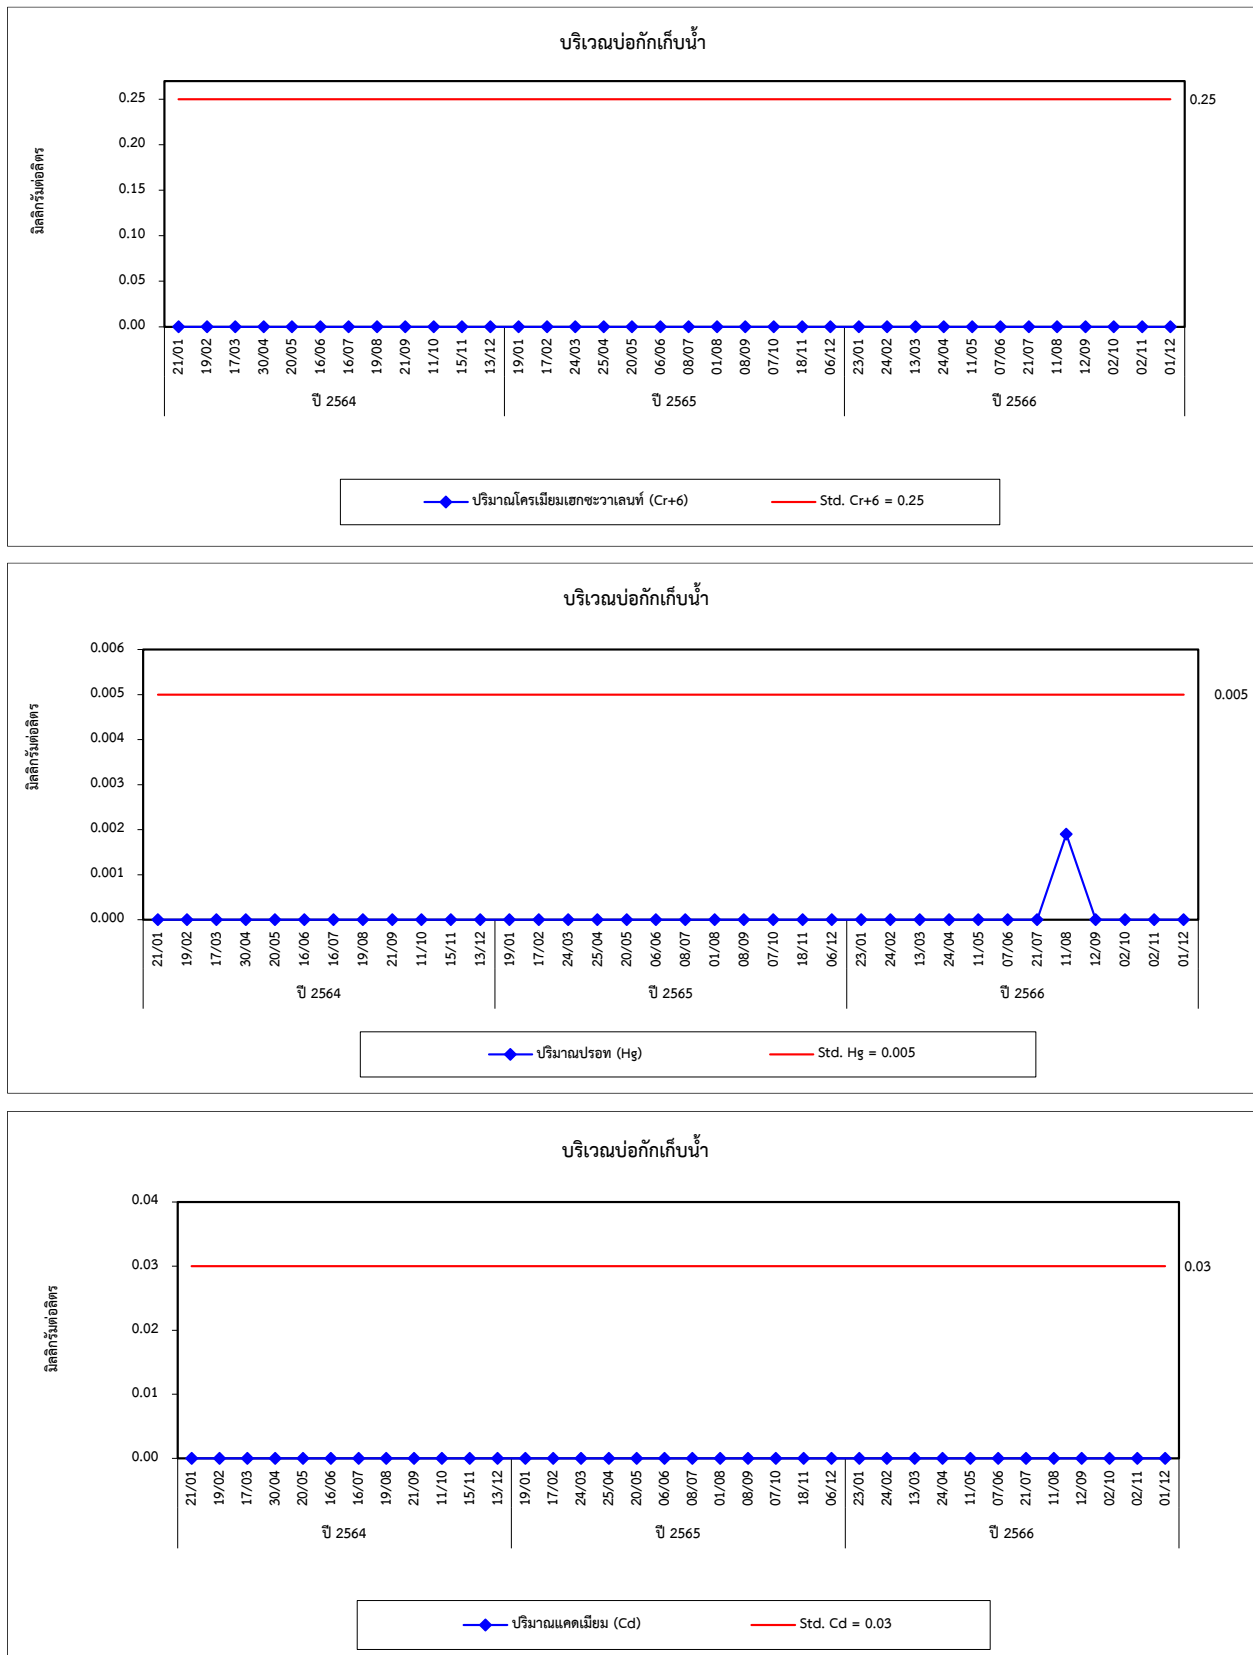 บริเวณบ่อกักเก็บน้ำ
มิลลิกรัมต่อลิตร
0.25
0.20
0.15
0.10
0.05
0.00
0.25
21/01 19/02 17/03 30/04 20/05 16/06 16/07 19/08 21/09 11/10 15/11 13/12 19/01 17/02 24/03 25/04 20/05 06/06 08/07 01/08 08/09 07/10 18/11 06/12 23/01 24/02 13/03 24/04 11/05 07/06 21/07 11/08 12/09 02/10 02/11 01/12
ปี 2564 ปี 2565 ปี 2566
ปริมาณโครเมียมเฮกซะวาเลนท์ (Cr+6) Std. Cr+6 = 0.25
บริเวณบ่อกักเก็บน้ำ
มิลลิกรัมต่อลิตร
0.006
0.005
0.004
0.003
0.002
0.001
0.000
0.005
21/01 19/02 17/03 30/04 20/05 16/06 16/07 19/08 21/09 11/10 15/11 13/12 19/01 17/02 24/03 25/04 20/05 06/06 08/07 01/08 08/09 07/10 18/11 06/12 23/01 24/02 13/03 24/04 11/05 07/06 21/07 11/08 12/09 02/10 02/11 01/12
ปี 2564 ปี 2565 ปี 2566
ปริมาณปรอท (Hg) Std. Hg = 0.005
บริเวณบ่อกักเก็บน้ำ
มิลลิกรัมต่อลิตร
0.04
0.03
0.02
0.01
0.00
0.03
21/01 19/02 17/03 30/04 20/05 16/06 16/07 19/08 21/09 11/10 15/11 13/12 19/01 17/02 24/03 25/04 20/05 06/06 08/07 01/08 08/09 07/10 18/11 06/12 23/01 24/02 13/03 24/04 11/05 07/06 21/07 11/08 12/09 02/10 02/11 01/12
ปี 2564 ปี 2565 ปี 2566
ปริมาณแคดเมียม (Cd) Std. Cd = 0.03